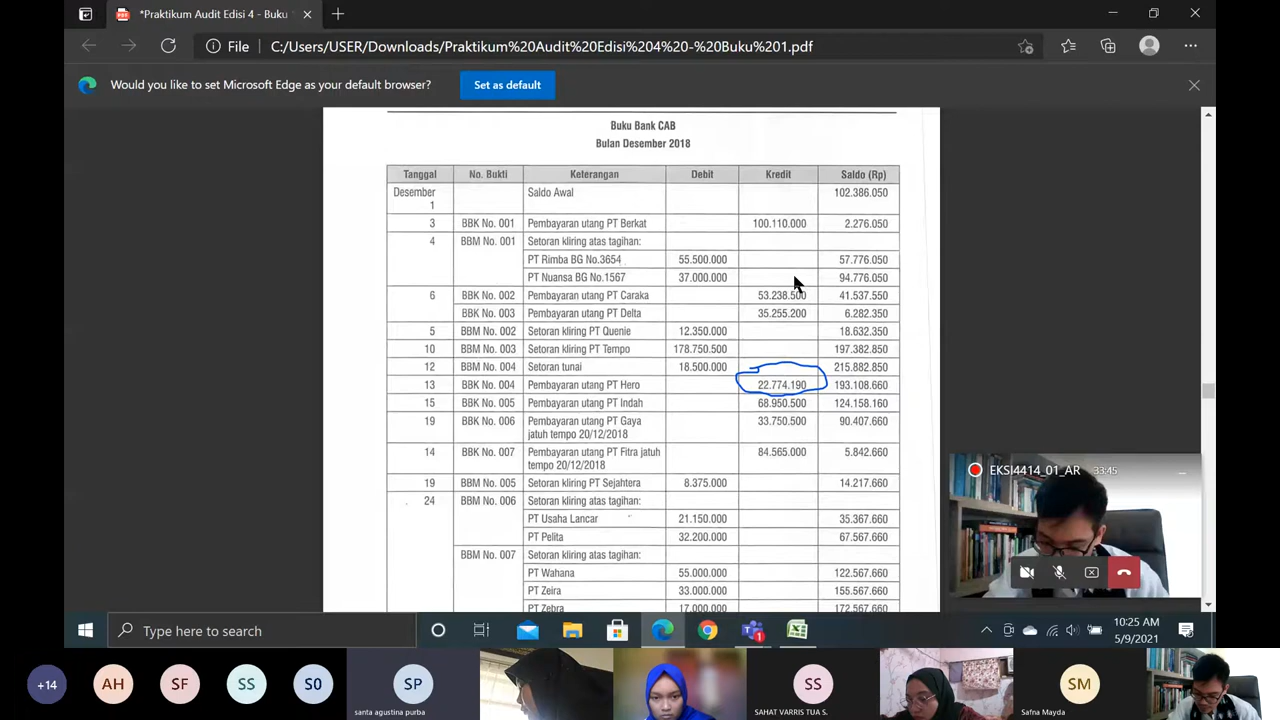 *Praktikum Audit Edisi 4 - Buku
File C:/Users/USER/Downloads/Praktikum%20Audit%20Edisi%204%20-%20Buku%201.pdf
Would you like to set Microsoft Edge as your default browser? Set as default
Buku Bank CAB
Bulan Desember 2018
Tanggal No. Bukti Keterangan Debit Kredit Saldo (Rp)
Desember 1 Saldo Awal 102.386.050
3 BBK No. 001 Pembayaran utang PT Berkat 100.110.000 2.276.050
4 BBM No. 001 Setoran kliring atas tagihan:
PT Rimba BG No.3654 55.500.000 57.776.050
PT Nuansa BG No.1567 37.000.000 94.776.050
6 BBK No. 002 Pembayaran utang PT Caraka 53.238.500 41.537.550
BBK No. 003 Pembayaran utang PT Delta 35.255.200 6.282.350
5 BBM No. 002 Setoran kliring PT Quenie 12.350.000 18.632.350
10 BBM No. 003 Setoran kliring PT Tempo 178.750.500 197.382.850
12 BBM No. 004 Setoran tunai 18.500.000 215.882.850
13 BBK No. 004 Pembayaran utang PT Hero 22.774.190 193.108.660
15 BBK No. 005 Pembayaran utang PT Indah 68.950.500 124.158.160
19 BBK No. 006 Pembayaran utang PT Gaya 33.750.500 90.407.660
jatuh tempo 20/12/2018
14 BBK No. 007 Pembayaran utang PT Fitra jatuh 84.565.000 5.842.660
tempo 20/12/2018
19 BBM No. 005 Setoran kliring PT Sejahtera 8.375.000 14.217.660
24 BBM No. 006 Setoran kliring atas tagihan:
PT Usaha Lancar 21.150.000 35.367.660
PT Pelita 32.200.000 67.567.660
BBM No. 007 Setoran kliring atas tagihan:
PT Wahana 55.000.000 122.567.660
PT Zeira 33.000.000 155.567.660
PT Zebra 17.000.000 172.567.660
EKSI4414_01_AR 33:45
Type here to search
10:25 AM
5/9/2021
+14 AH SF SS S0 SP SS SM
santa agustina purba SAHAT VARRIS TUA S. Safna Mayda